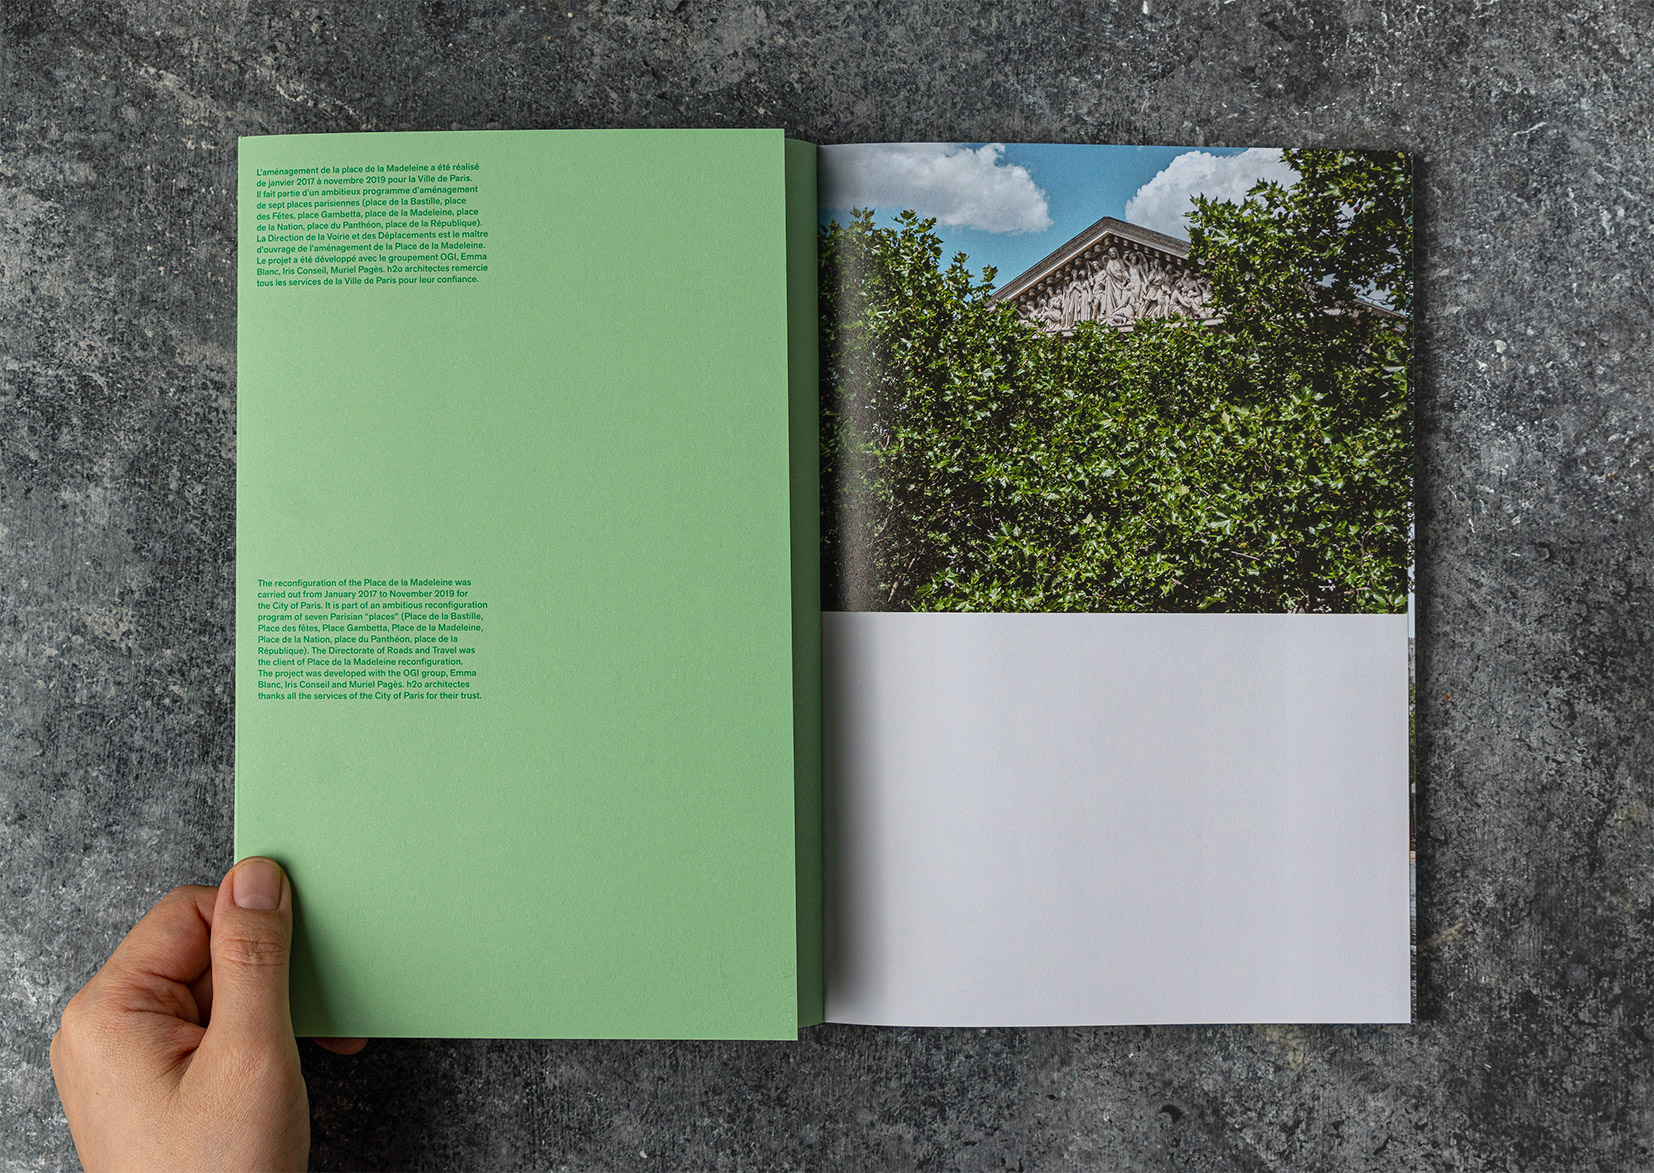 L'aménagement de la place de la Madeleine a été réalisé
de janvier 2017 à novembre 2019 pour la Ville de Paris.
Il fait partie d'un ambitieux programme d'aménagement
de sept places parisiennes (place de la Bastille, place
des Fêtes, place Gambetta, place de la Madeleine, place
de la Nation, place du Panthéon, place de la République).
La Direction de la Voirie et des Déplacements est le maître
d'ouvrage de l'aménagement de la Place de la Madeleine.
Le projet a été développé avec le groupement OGI, Emma
Blanc, Iris Conseil, Muriel Pagès. h2o architectes remercie
tous les services de la Ville de Paris pour leur confiance.
The reconfiguration of the Place de la Madeleine was
carried out from January 2017 to November 2019 for
the City of Paris. It is part of an ambitious reconfiguration
program of seven Parisian "places" (Place de la Bastille,
Place des fêtes, Place Gambetta, Place de la Madeleine,
Place de la Nation, place du Panthéon, place de la
République). The Directorate of Roads and Travel was
the client of Place de la Madeleine reconfiguration.
The project was developed with the OGI group, Emma
Blanc, Iris Conseil and Muriel Pagès. h2o architectes
thanks all the services of the City of Paris for their trust.